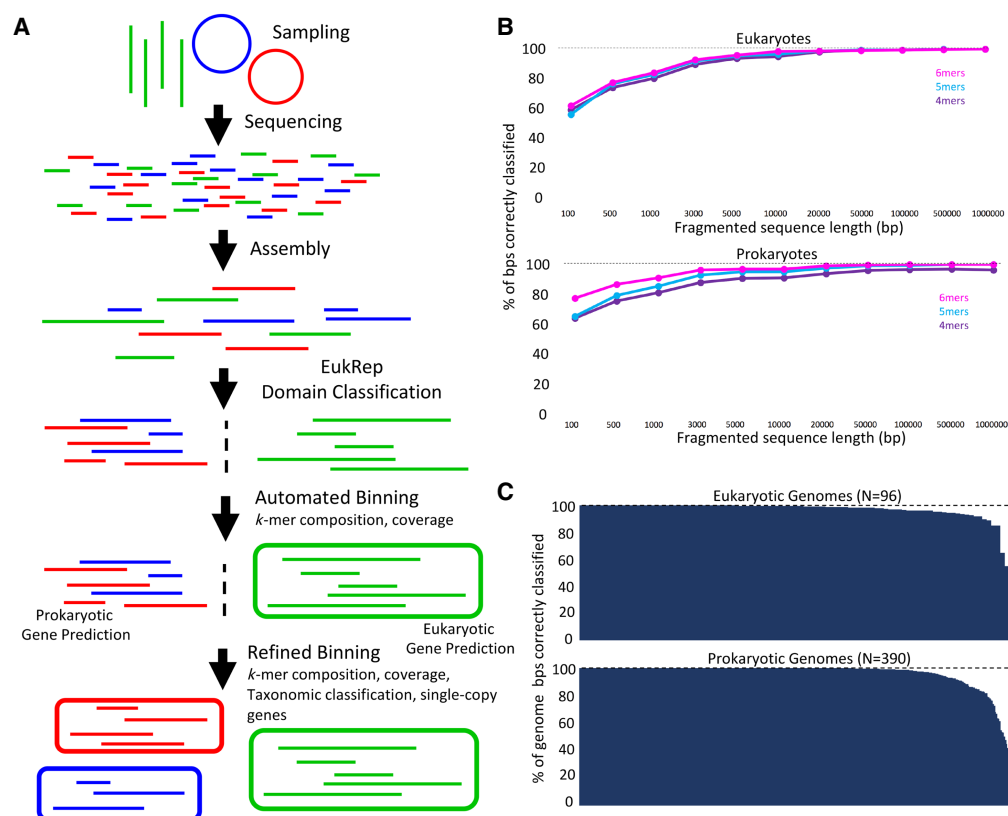 A
Sampling
Sequencing
Assembly
EukRep
Domain Classification
Automated Binning
k-mer composition, coverage
Prokaryotic
Gene Prediction
Eukaryotic
Gene Prediction
Refined Binning
k-mer composition, coverage,
Taxonomic classification, single-copy
genes
B
% of bps correctly classified
Eukaryotes
100
80
60
40
20
0
6mers
5mers
4mers
100 500 1000 3000 5000 10000 20000 50000 100000 500000 1000000
Fragmented sequence length (bp)
Prokaryotes
100
80
60
40
20
0
6mers
5mers
4mers
100 500 1000 3000 5000 10000 20000 50000 100000 500000 1000000
Fragmented sequence length (bp)
C
% of genome bps correctly classified
Eukaryotic Genomes (N=96)
100
80
60
40
20
0
Prokaryotic Genomes (N=390)
100
80
60
40
20
0